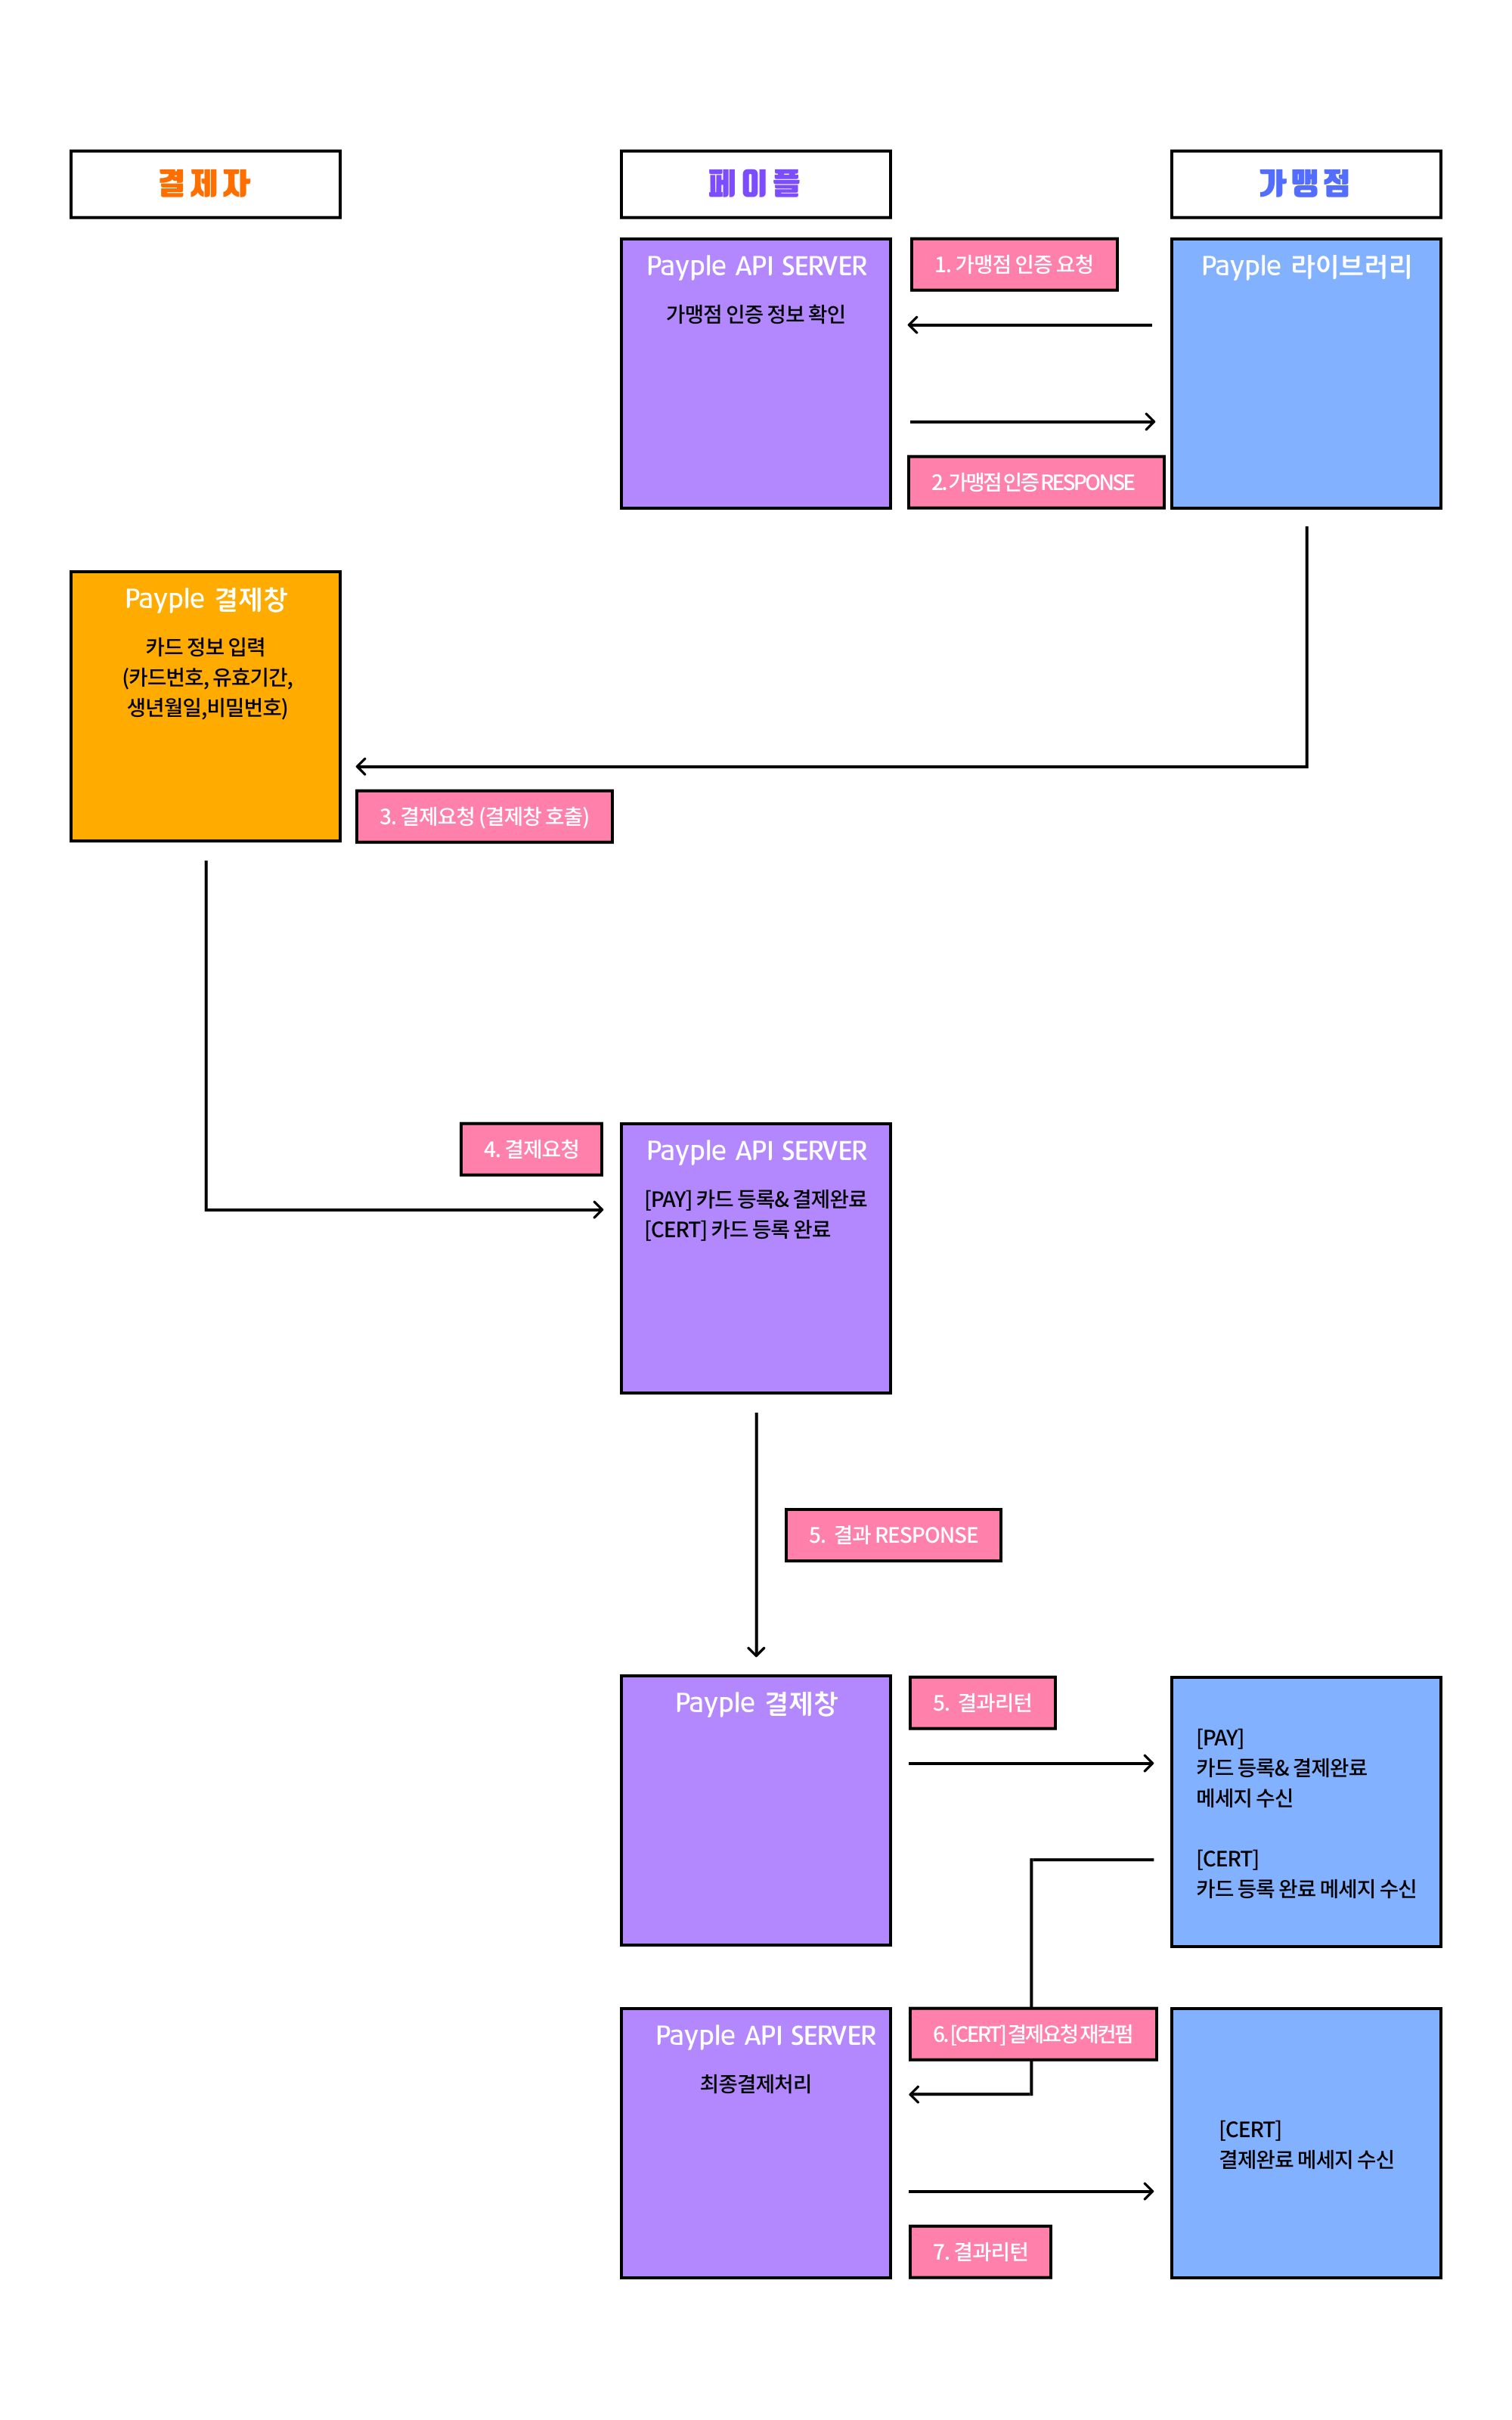 결제자
페이플
가맹점
Payple API SERVER
가맹점 인증 정보 확인
1. 가맹점 인증 요청
Payple 라이브러리
2. 가맹점 인증 RESPONSE
Payple 결제창
카드 정보 입력
(카드번호, 유효기간,
생년월일,비밀번호)
3. 결제요청 (결제창 호출)
4. 결제요청
Payple API SERVER
[PAY] 카드 등록& 결제완료
[CERT] 카드 등록 완료
5. 결과 RESPONSE
Payple 결제창
5. 결과리턴
[PAY]
카드 등록& 결제완료
메세지 수신
[CERT]
카드 등록 완료 메세지 수신
Payple API SERVER
최종결제처리
6. [CERT] 결제요청 재컨펌
[CERT]
결제완료 메세지 수신
7. 결과리턴